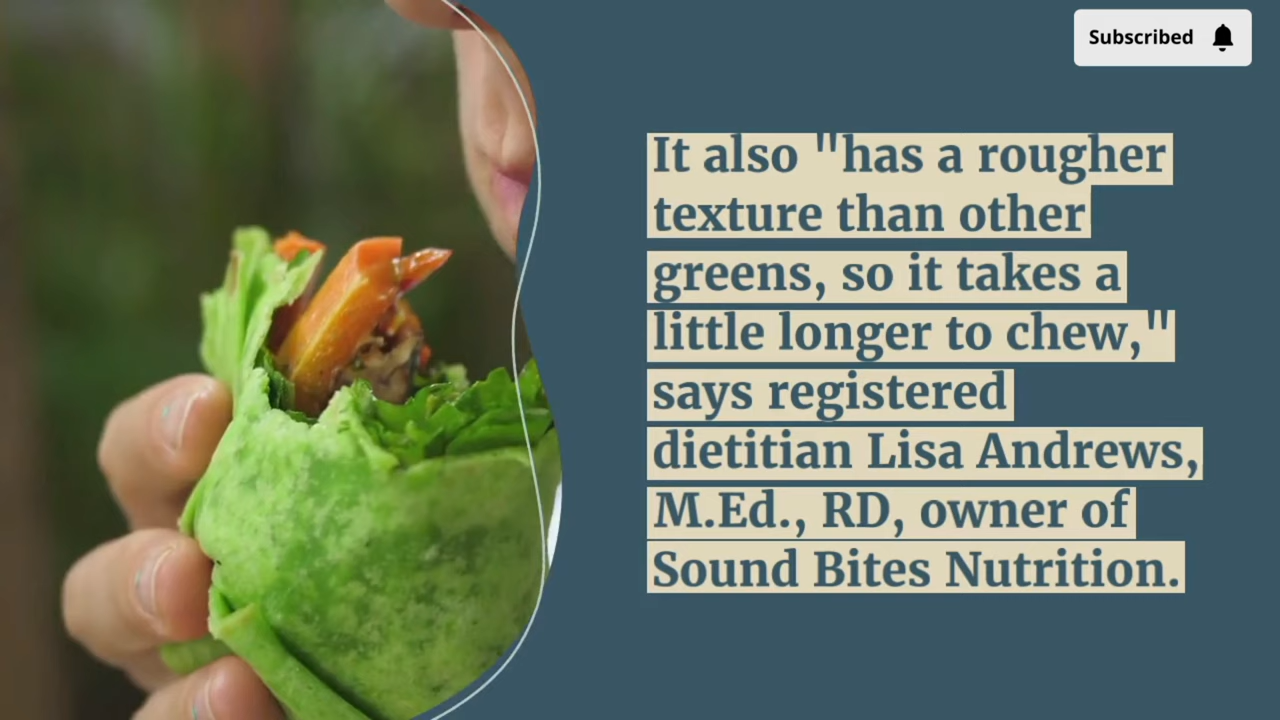 Subscribed
It also "has a rougher
texture than other
greens, so it takes a
little longer to chew,"
says registered
dietitian Lisa Andrews,
M.Ed., RD, owner of
Sound Bites Nutrition.